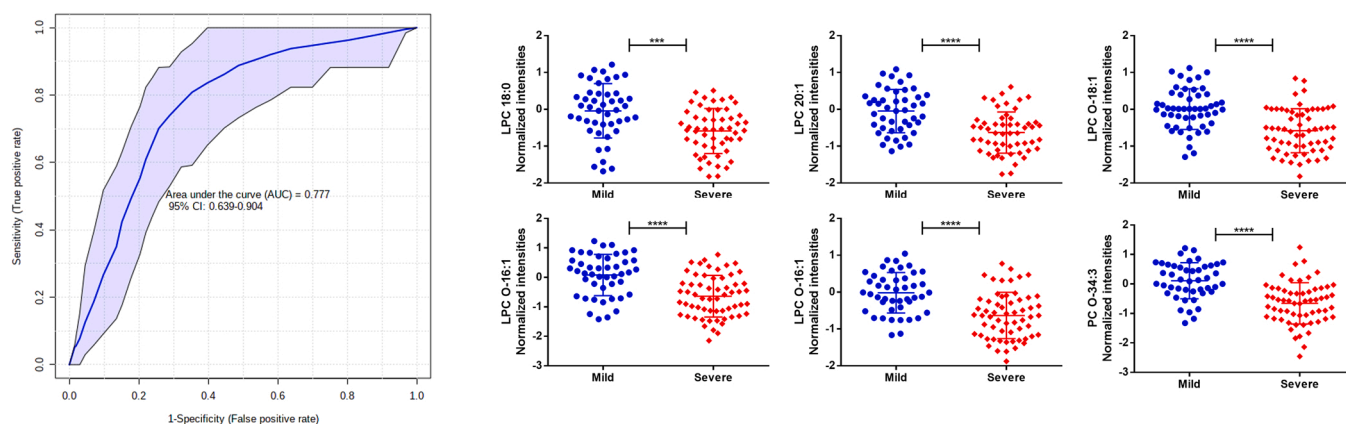 1.0
0.8
0.6
0.4
0.2
0.0
Sensitivity (True positive rate)
Area under the curve (AUC) = 0.777
95% CI: 0.639-0.904
0.0 0.2 0.4 0.6 0.8 1.0
1-Specificity (False positive rate)
LPC 18:0
Normalized intensities
2
1
0
-1
-2
***
Mild Severe
LPC 20:1
Normalized intensities
2
1
0
-1
-2
****
Mild Severe
LPC O-18:1
Normalized intensities
2
1
0
-1
-2
****
Mild Severe
LPC O-16:1
Normalized intensities
2
1
0
-1
-2
-3
****
Mild Severe
LPC O-16:1
Normalized intensities
2
1
0
-1
-2
****
Mild Severe
PC O-34:3
Normalized intensities
2
1
0
-1
-2
-3
****
Mild Severe